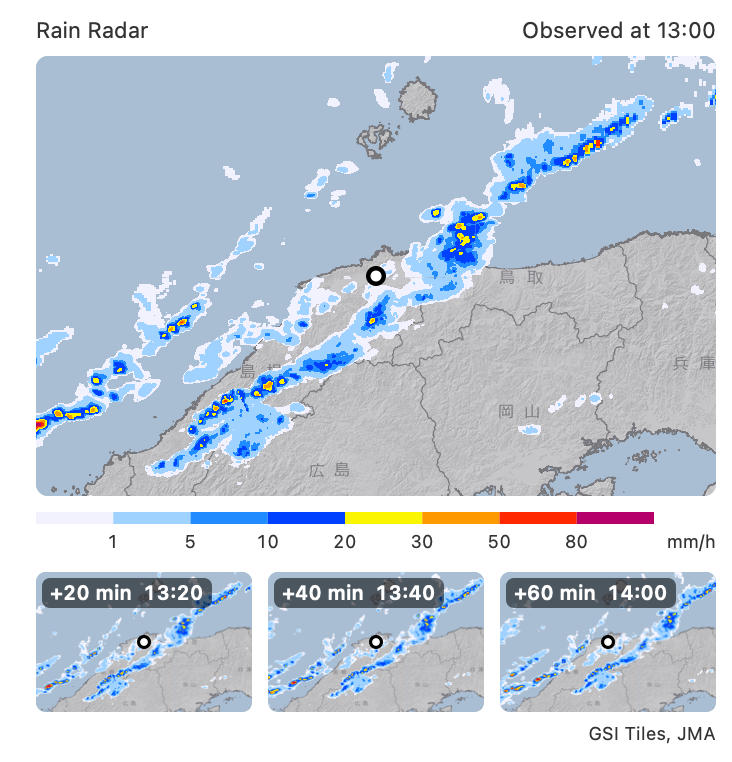 Rain Radar
Observed at 13:00
鳥取
兵庫
島根
岡山
広島
1 5 10 20 30 50 80 mm/h
+20 min 13:20
+40 min 13:40
+60 min 14:00
GSI Tiles, JMA